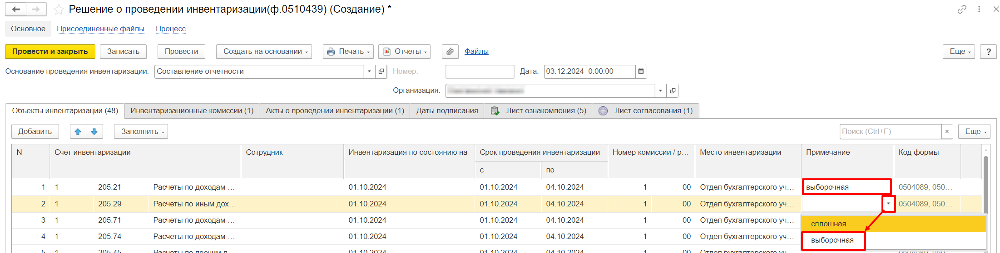 Решение о проведении инвентаризации(ф.0510439) (Создание) *
Основное Присоединенные файлы Процесс
Провести и закрыть Записать Провести Создать на основании Печать Отчеты Файлы Еще ?
Основание проведения инвентаризации: Составление отчетности Номер: Дата: 03.12.2024 0:00:00
Организация:
Объекты инвентаризации (48) Инвентаризационные комиссии (1) Акты о проведении инвентаризации (1) Даты подписания Лист ознакомления (5) Лист согласования (1)
Добавить Заполнить Поиск (Ctrl+F) × Еще
N Счет инвентаризации Сотрудник Инвентаризация по состоянию на Срок проведения инвентаризации Номер комиссии / р... Место инвентаризации Примечание Код формы
с по
1 1 205.21 Расчеты по доходам ... 01.10.2024 01.10.2024 04.10.2024 1 00 Отдел бухгалтерского уч... выборочная 0504089, 050...
2 1 205.29 Расчеты по иным дох... 01.10.2024 01.10.2024 04.10.2024 1 00 Отдел бухгалтерского уч... 0504089, 050...
3 1 205.71 Расчеты по доходам ... 01.10.2024 01.10.2024 04.10.2024 1 00 Отдел бухгалтерского уч...
сплошная
4 1 205.74 Расчеты по доходам ... 01.10.2024 01.10.2024 04.10.2024 1 00 Отдел бухгалтерского уч...
выборочная
5 1 205.45 Расчеты по прочим д... 01.10.2024 01.10.2024 04.10.2024 1 00 Отдел бухгалтерского уч...